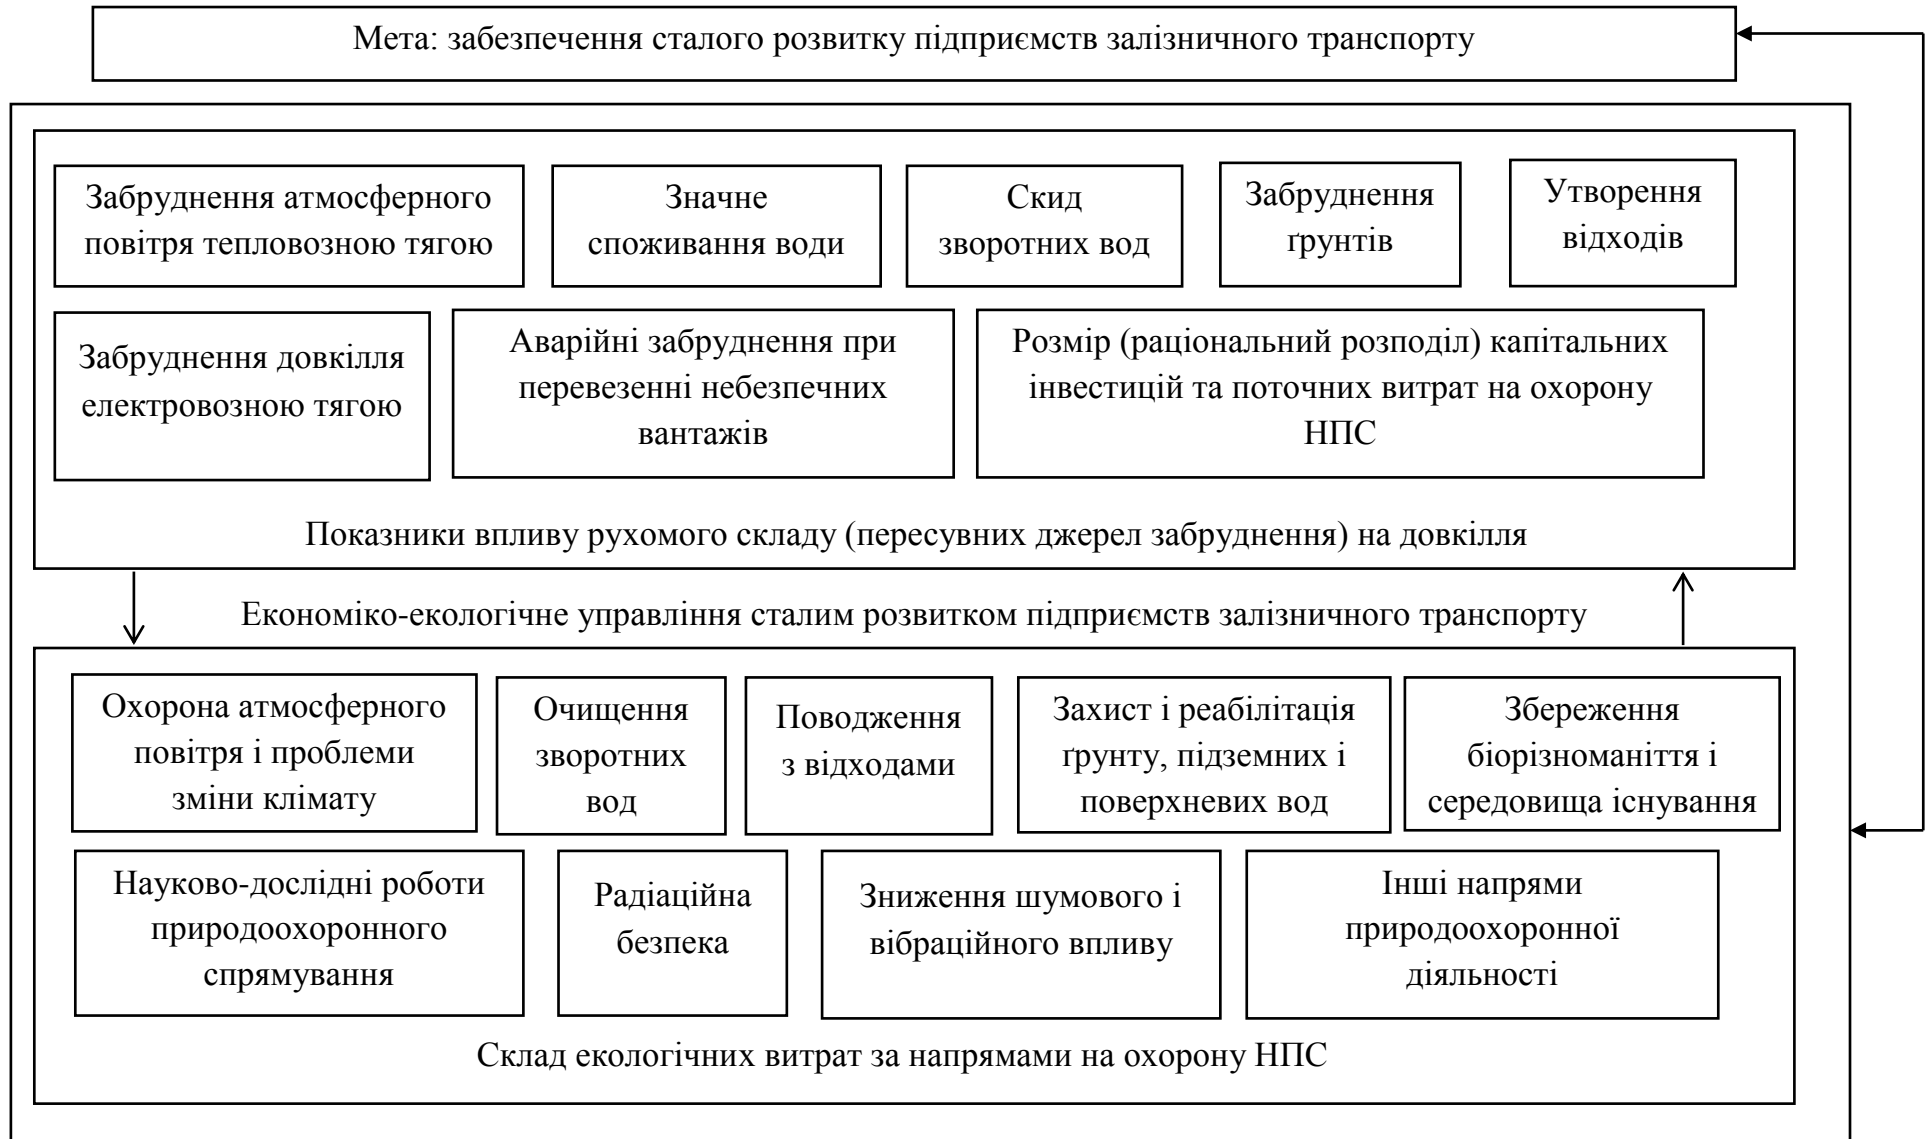 Мета: забезпечення сталого розвитку підприємств залізничного транспорту
Забруднення атмосферного
повітря тепловозною тягою
Значне
споживання води
Скид
зворотних вод
Забруднення
ґрунтів
Утворення
відходів
Забруднення довкілля
електровозною тягою
Аварійні забруднення при
перевезенні небезпечних
вантажів
Розмір (раціональний розподіл) капітальних
інвестицій та поточних витрат на охорону
НПС
Показники впливу рухомого складу (пересувних джерел забруднення) на довкілля
Економіко-екологічне управління сталим розвитком підприємств залізничного транспорту
Охорона атмосферного
повітря і проблеми
зміни клімату
Очищення
зворотних
вод
Поводження
з відходами
Захист і реабілітація
ґрунту, підземних і
поверхневих вод
Збереження
біорізноманіття і
середовища існування
Науково-дослідні роботи
природоохоронного
спрямування
Радіаційна
безпека
Зниження шумового і
вібраційного впливу
Інші напрями
природоохоронної
діяльності
Склад екологічних витрат за напрямами на охорону НПС